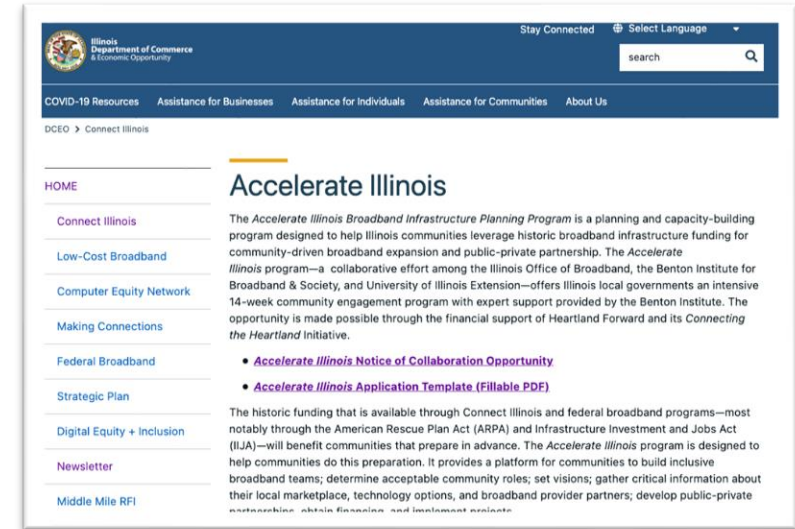 Stay Connected Select Language
Illinois
Department of Commerce
& Economic Opportunity
search
COVID-19 Resources Assistance for Businesses Assistance for Individuals Assistance for Communities About Us
DCEO > Connect Illinois
HOME
Connect Illinois
Low-Cost Broadband
Computer Equity Network
Making Connections
Federal Broadband
Strategic Plan
Digital Equity + Inclusion
Newsletter
Middle Mile RFI
Accelerate Illinois
The Accelerate Illinois Broadband Infrastructure Planning Program is a planning and capacity-building
program designed to help Illinois communities leverage historic broadband infrastructure funding for
community-driven broadband expansion and public-private partnership. The Accelerate
Illinois program—a collaborative effort among the Illinois Office of Broadband, the Benton Institute for
Broadband & Society, and University of Illinois Extension—offers Illinois local governments an intensive
14-week community engagement program with expert support provided by the Benton Institute. The
opportunity is made possible through the financial support of Heartland Forward and its Connecting
the Heartland Initiative.
• Accelerate Illinois Notice of Collaboration Opportunity
• Accelerate Illinois Application Template (Fillable PDF)
The historic funding that is available through Connect Illinois and federal broadband programs—most
notably through the American Rescue Plan Act (ARPA) and Infrastructure Investment and Jobs Act
(IIJA)—will benefit communities that prepare in advance. The Accelerate Illinois program is designed to
help communities do this preparation. It provides a platform for communities to build inclusive
broadband teams; determine acceptable community roles; set visions; gather critical information about
their local marketplace, technology options, and broadband provider partners; develop public-private
partnerships, obtain financing, and implement projects.